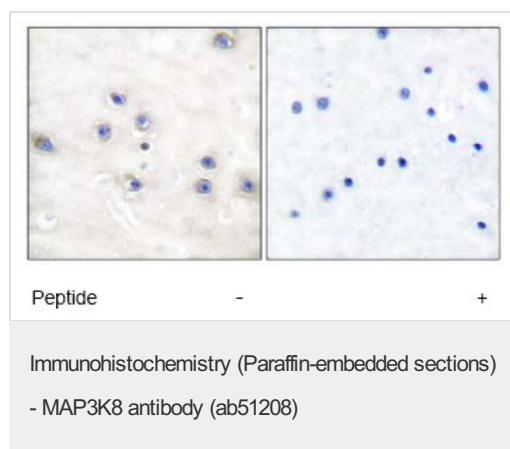 Peptide - +
Immunohistochemistry (Paraffin-embedded sections)
- MAP3K8 antibody (ab51208)